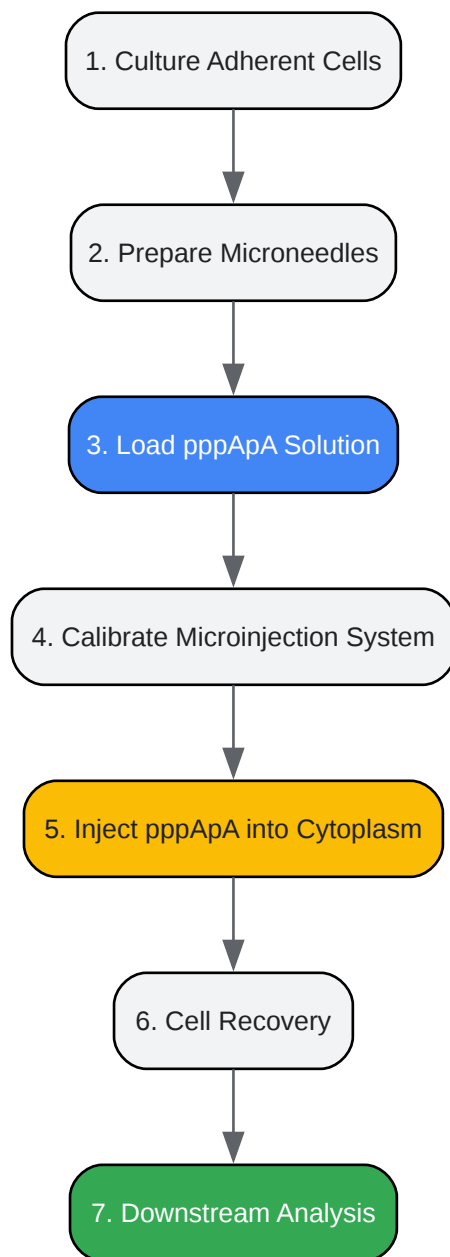 1. Culture Adherent Cells
2. Prepare Microneedles
3. Load pppApA Solution
4. Calibrate Microinjection System
5. Inject pppApA into Cytoplasm
6. Cell Recovery
7. Downstream Analysis